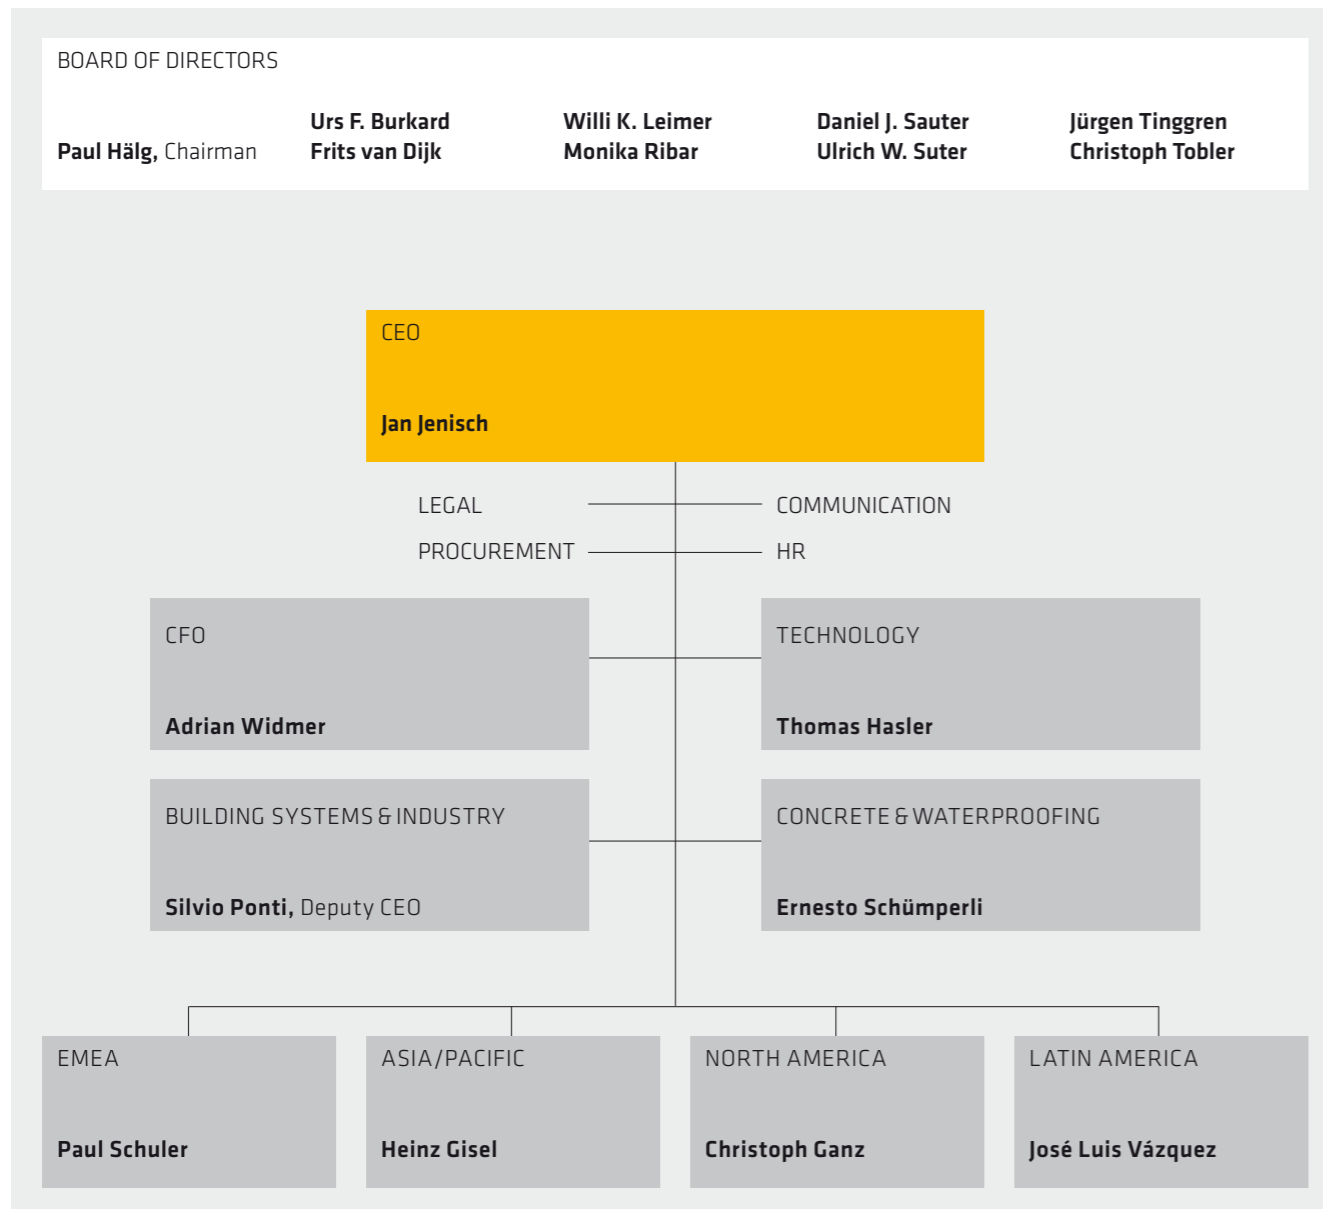 BOARD OF DIRECTORS
Paul Hälg, Chairman
Urs F. Burkard
Frits van Dijk
Willi K. Leimer
Monika Ribar
Daniel J. Sauter
Ulrich W. Suter
Jürgen Tinggren
Christoph Tobler
CEO
Jan Jenisch
LEGAL
COMMUNICATION
PROCUREMENT
HR
CFO
Adrian Widmer
TECHNOLOGY
Thomas Hasler
BUILDING SYSTEMS & INDUSTRY
Silvio Ponti, Deputy CEO
CONCRETE & WATERPROOFING
Ernesto Schümperli
EMEA
Paul Schuler
ASIA/PACIFIC
Heinz Gisel
NORTH AMERICA
Christoph Ganz
LATIN AMERICA
José Luis Vázquez